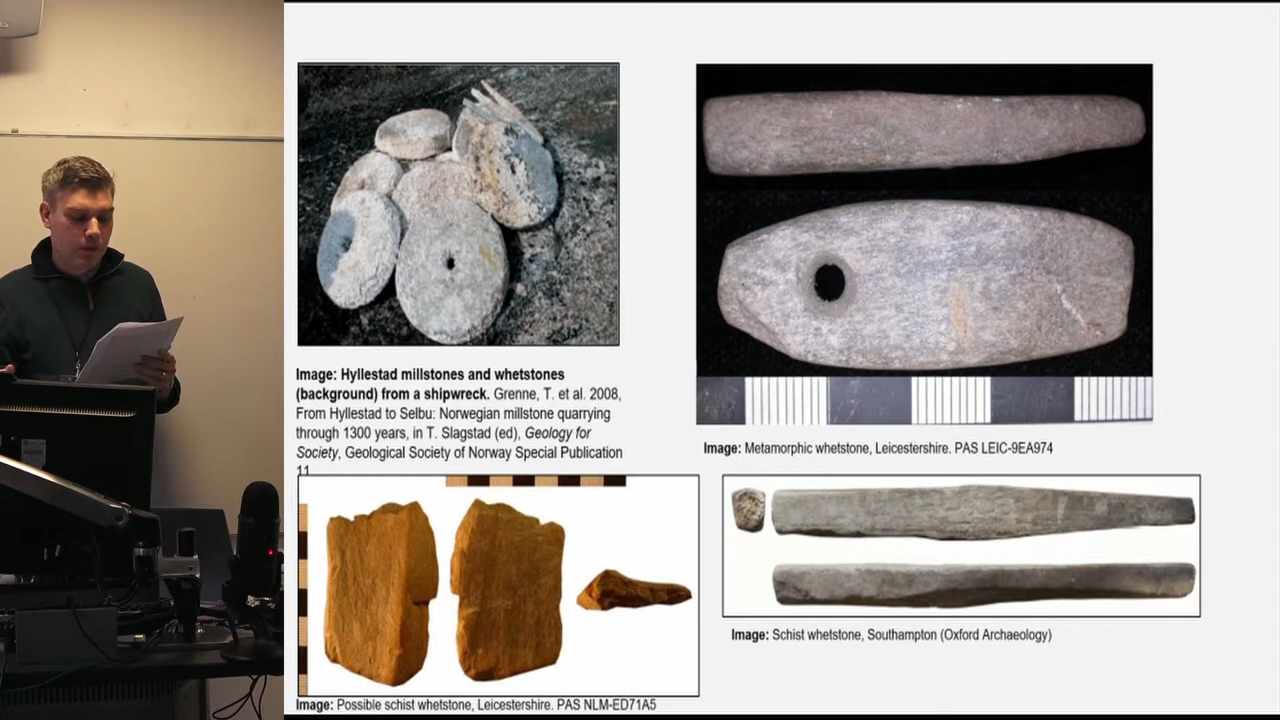 Image: Hyllestad millstones and whetstones
(background) from a shipwreck. Grenne, T. et al. 2008,
From Hyllestad to Selbu: Norwegian millstone quarrying
through 1300 years, in T. Slagstad (ed), Geology for
Society, Geological Society of Norway Special Publication
11
Image: Metamorphic whetstone, Leicestershire. PAS LEIC-9EA974
Image: Schist whetstone, Southampton (Oxford Archaeology)
Image: Possible schist whetstone, Leicestershire. PAS NLM-ED71A5